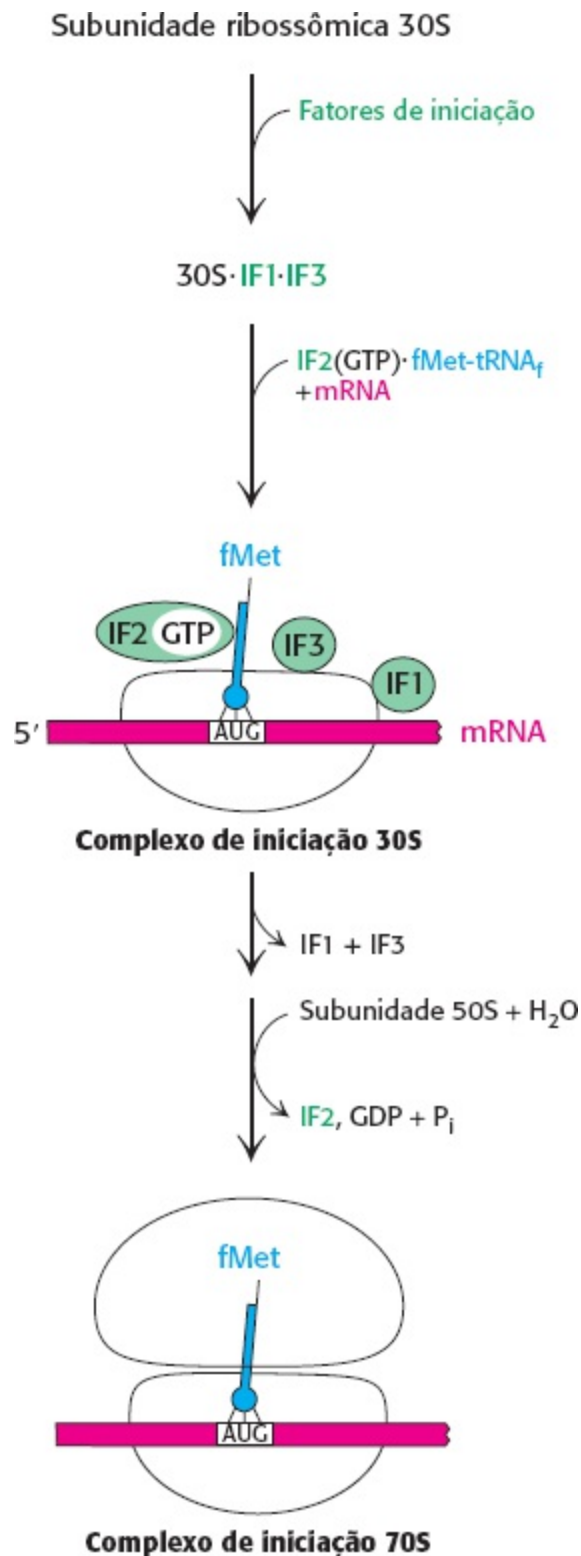 Subunidade ribossômica 30S
Fatores de iniciação
30S·IF1·IF3
IF2(GTP)·fMet-tRNAf
+mRNA
fMet
IF2 GTP
IF3
IF1
5′
AUG
mRNA
Complexo de iniciação 30S
IF1 + IF3
Subunidade 50S + H2O
IF2, GDP + Pi
fMet
AUG
Complexo de iniciação 70S